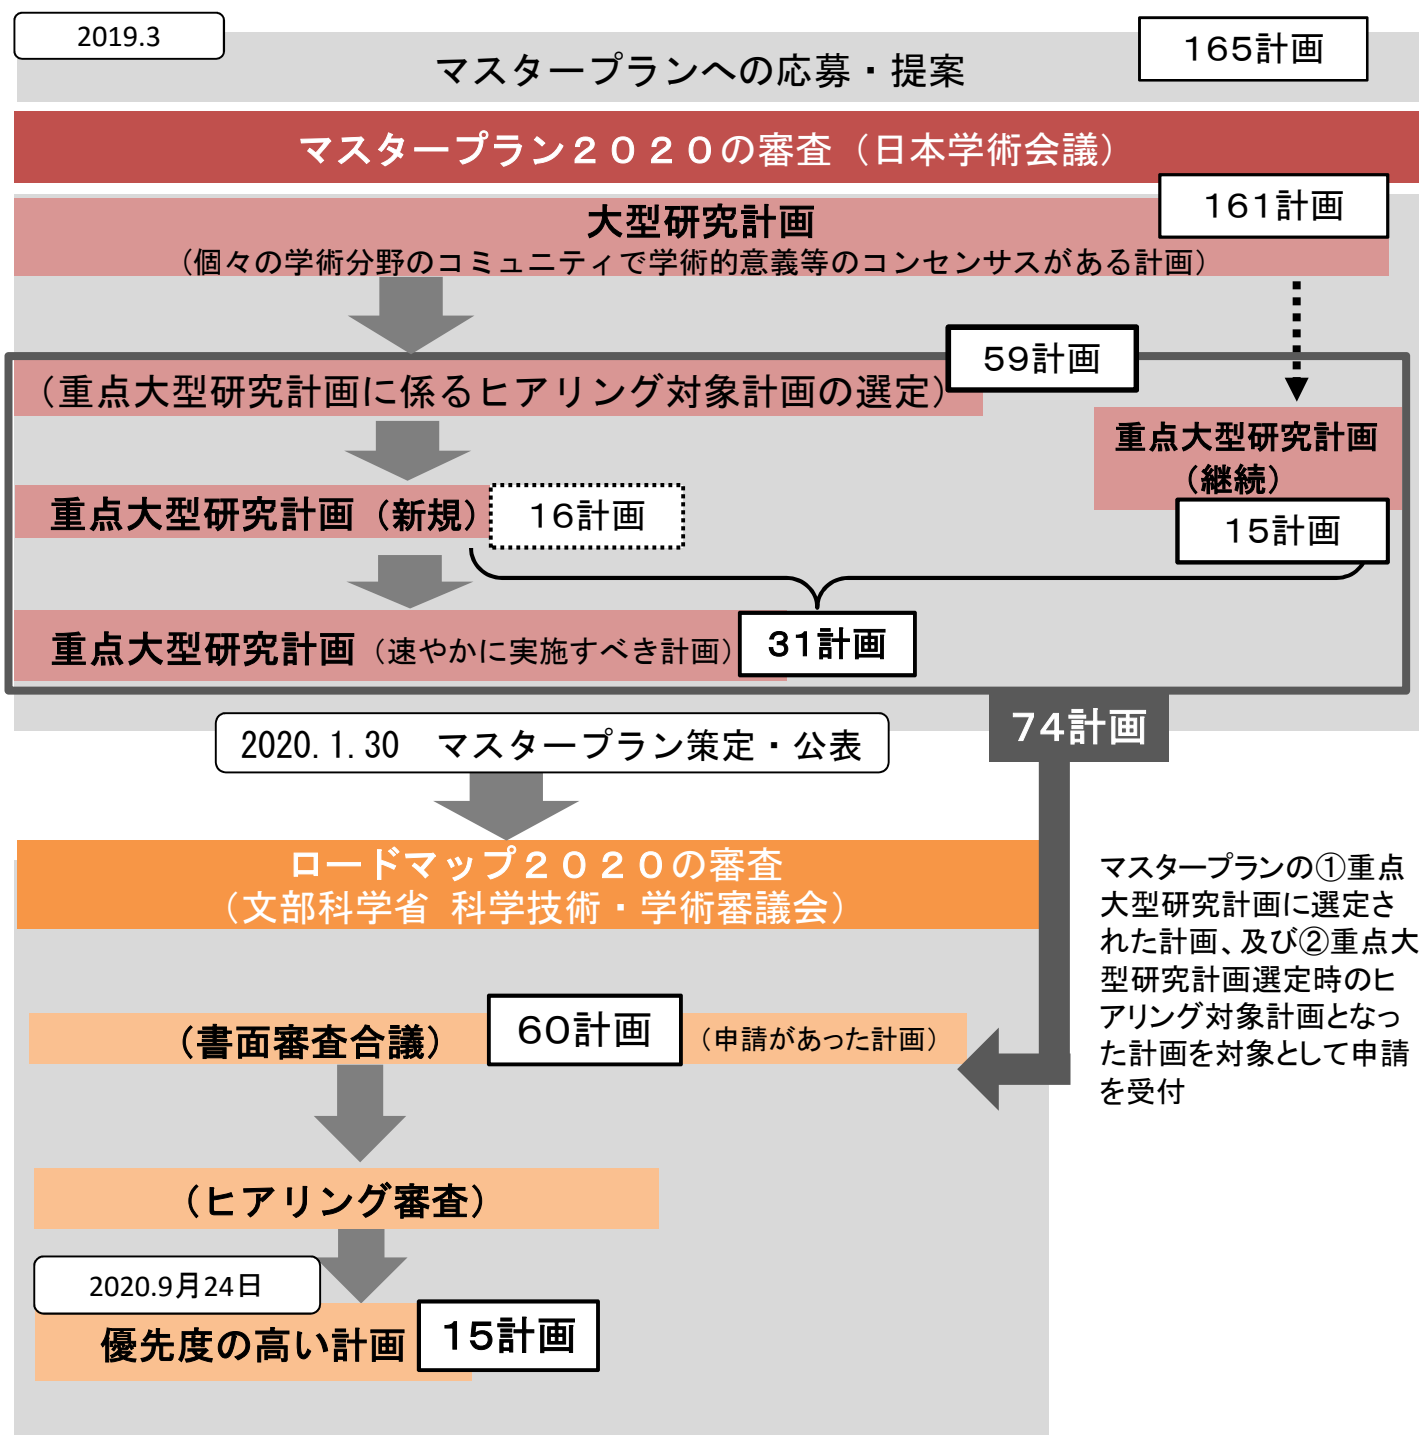 2019.3
165計画
マスタープランへの応募・提案
マスタープラン２０２０の審査（日本学術会議）
161計画
大型研究計画
（個々の学術分野のコミュニティで学術的意義等のコンセンサスがある計画）
59計画
（重点大型研究計画に係るヒアリング対象計画の選定）
重点大型研究計画
（継続）
15計画
重点大型研究計画（新規）
16計画
重点大型研究計画（速やかに実施すべき計画）
31計画
74計画
2020.1.30　マスタープラン策定・公表
ロードマップ２０２０の審査
（文部科学省 科学技術・学術審議会）
マスタープランの①重点
大型研究計画に選定さ
れた計画、及び②重点大
型研究計画選定時のヒ
アリング対象計画となっ
た計画を対象として申請
を受付
（書面審査合議）
60計画
（申請があった計画）
（ヒアリング審査）
2020.9月24日
優先度の高い計画
15計画